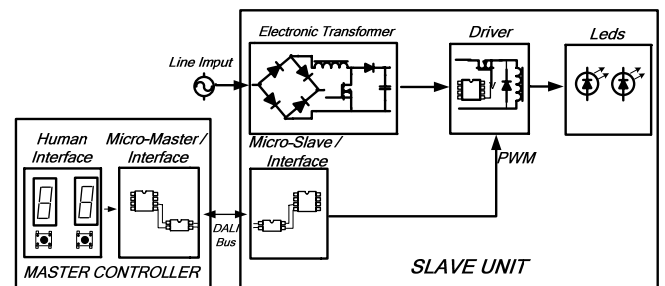 Electronic Transformer
Driver
Leds
Line Imput
Human
Interface
Micro-Master /
Interface
Micro-Slave /
Interface
PWM
DALI
Bus
MASTER CONTROLLER
SLAVE UNIT